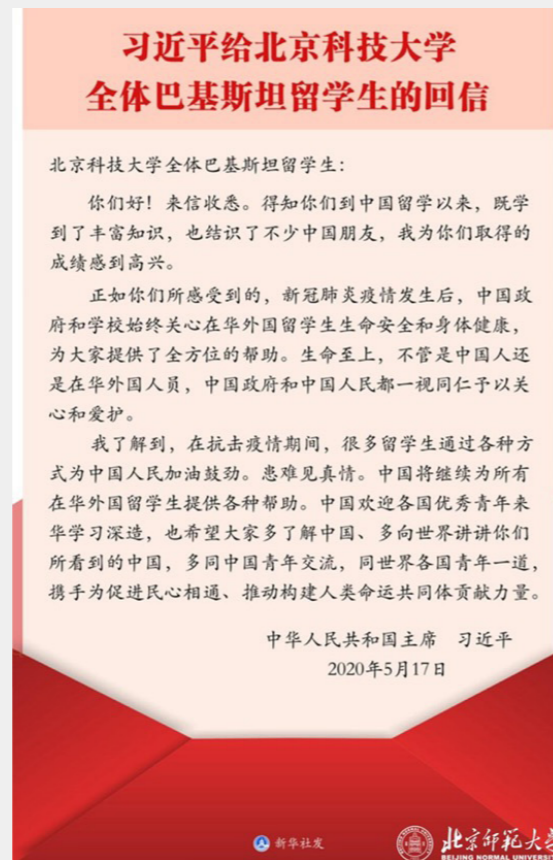 习近平给北京科技大学
全体巴基斯坦留学生的回信
北京科技大学全体巴基斯坦留学生：
你们好！来信收悉。得知你们到中国留学以来，既学
到了丰富知识，也结识了不少中国朋友，我为你们取得的
成绩感到高兴。
正如你们所感受到的，新冠肺炎疫情发生后，中国政
府和学校始终关心在华外国留学生生命安全和身体健康，
为大家提供了全方位的帮助。生命至上，不管是中国人还
是在华外国人员，中国政府和中国人民都一视同仁予以关
心和爱护。
我了解到，在抗击疫情期间，很多留学生通过各种方
式为中国人民加油鼓劲。患难见真情。中国将继续为所有
在华外国留学生提供各种帮助。中国欢迎各国优秀青年来
华学习深造，也希望大家多了解中国、多向世界讲讲你们
所看到的中国，多同中国青年交流，同世界各国青年一道，
携手为促进民心相通、推动构建人类命运共同体贡献力量。
中华人民共和国主席 习近平
2020年5月17日
新华社发
北京师范大学
BEIJING NORMAL UNIVERSITY